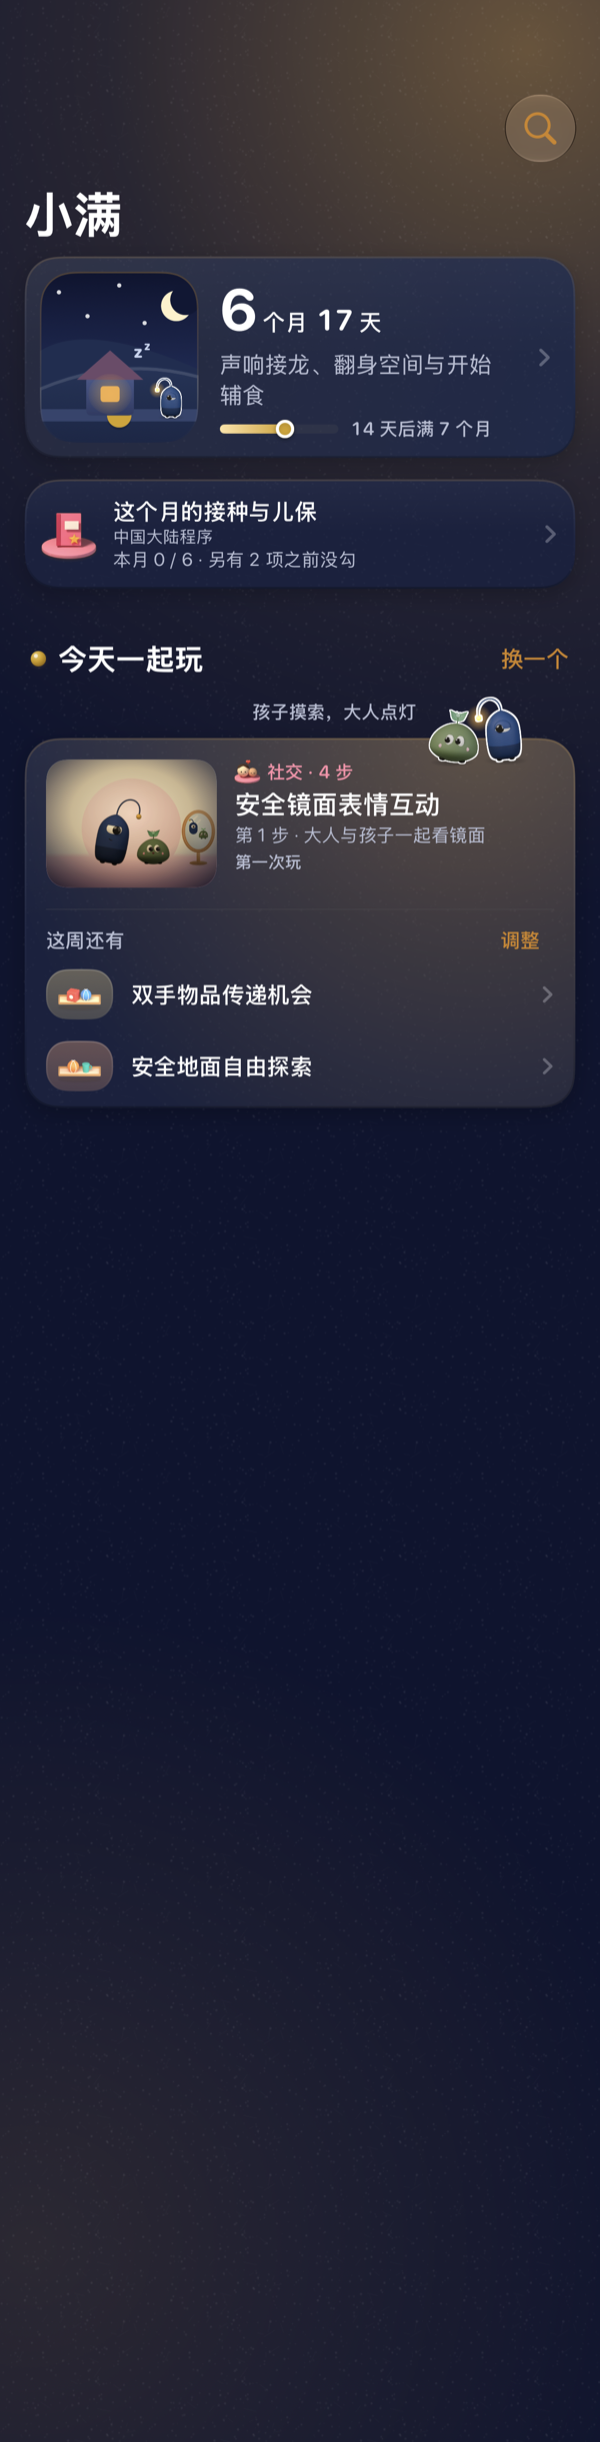 小满
6 个月 17 天
声响接龙、翻身空间与开始
辅食
14 天后满 7 个月
z z
这个月的接种与儿保
中国大陆程序
本月 0 / 6 · 另有 2 项之前没勾
今天一起玩
换一个
孩子摸索，大人点灯
社交 · 4 步
安全镜面表情互动
第 1 步 · 大人与孩子一起看镜面
第一次玩
这周还有
调整
双手物品传递机会
安全地面自由探索